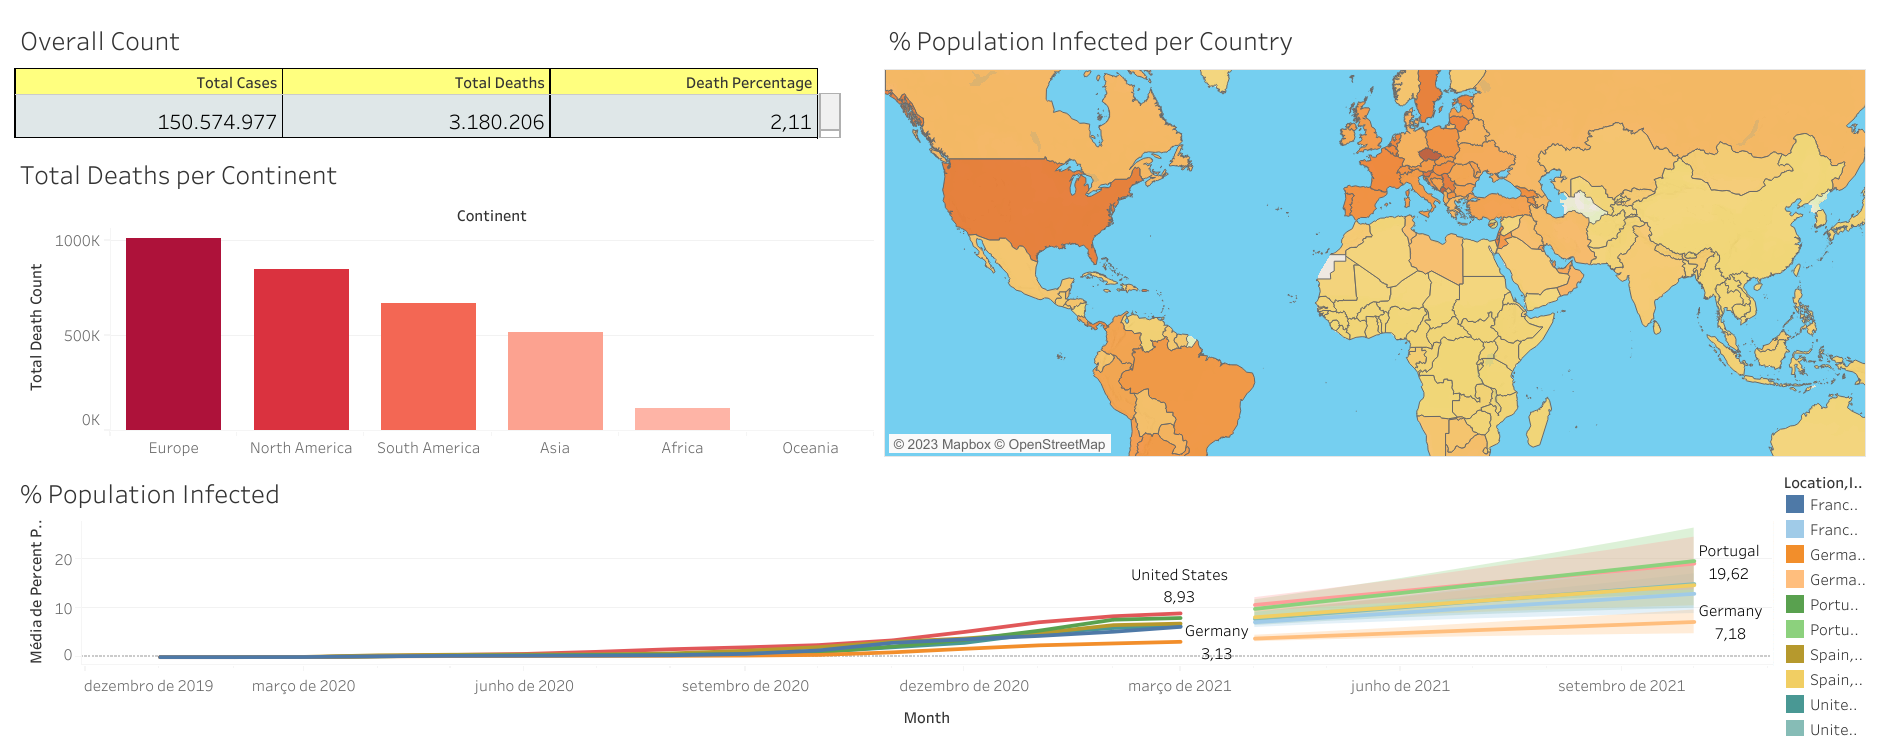 Overall Count
Total Cases Total Deaths Death Percentage
150.574.977 3.180.206 2,11
Total Deaths per Continent
Continent
Total Death Count
1000K
500K
0K
Europe North America South America Asia Africa Oceania
% Population Infected per Country
© 2023 Mapbox © OpenStreetMap
% Population Infected
Média de Percent P..
20
10
0
United States
8,93
Germany
3,13
Portugal
19,62
Germany
7,18
dezembro de 2019 março de 2020 junho de 2020 setembro de 2020 dezembro de 2020 março de 2021 junho de 2021 setembro de 2021
Month
Location,I..
Franc..
Franc..
Germa..
Germa..
Portu..
Portu..
Spain,..
Spain,..
Unite..
Unite..